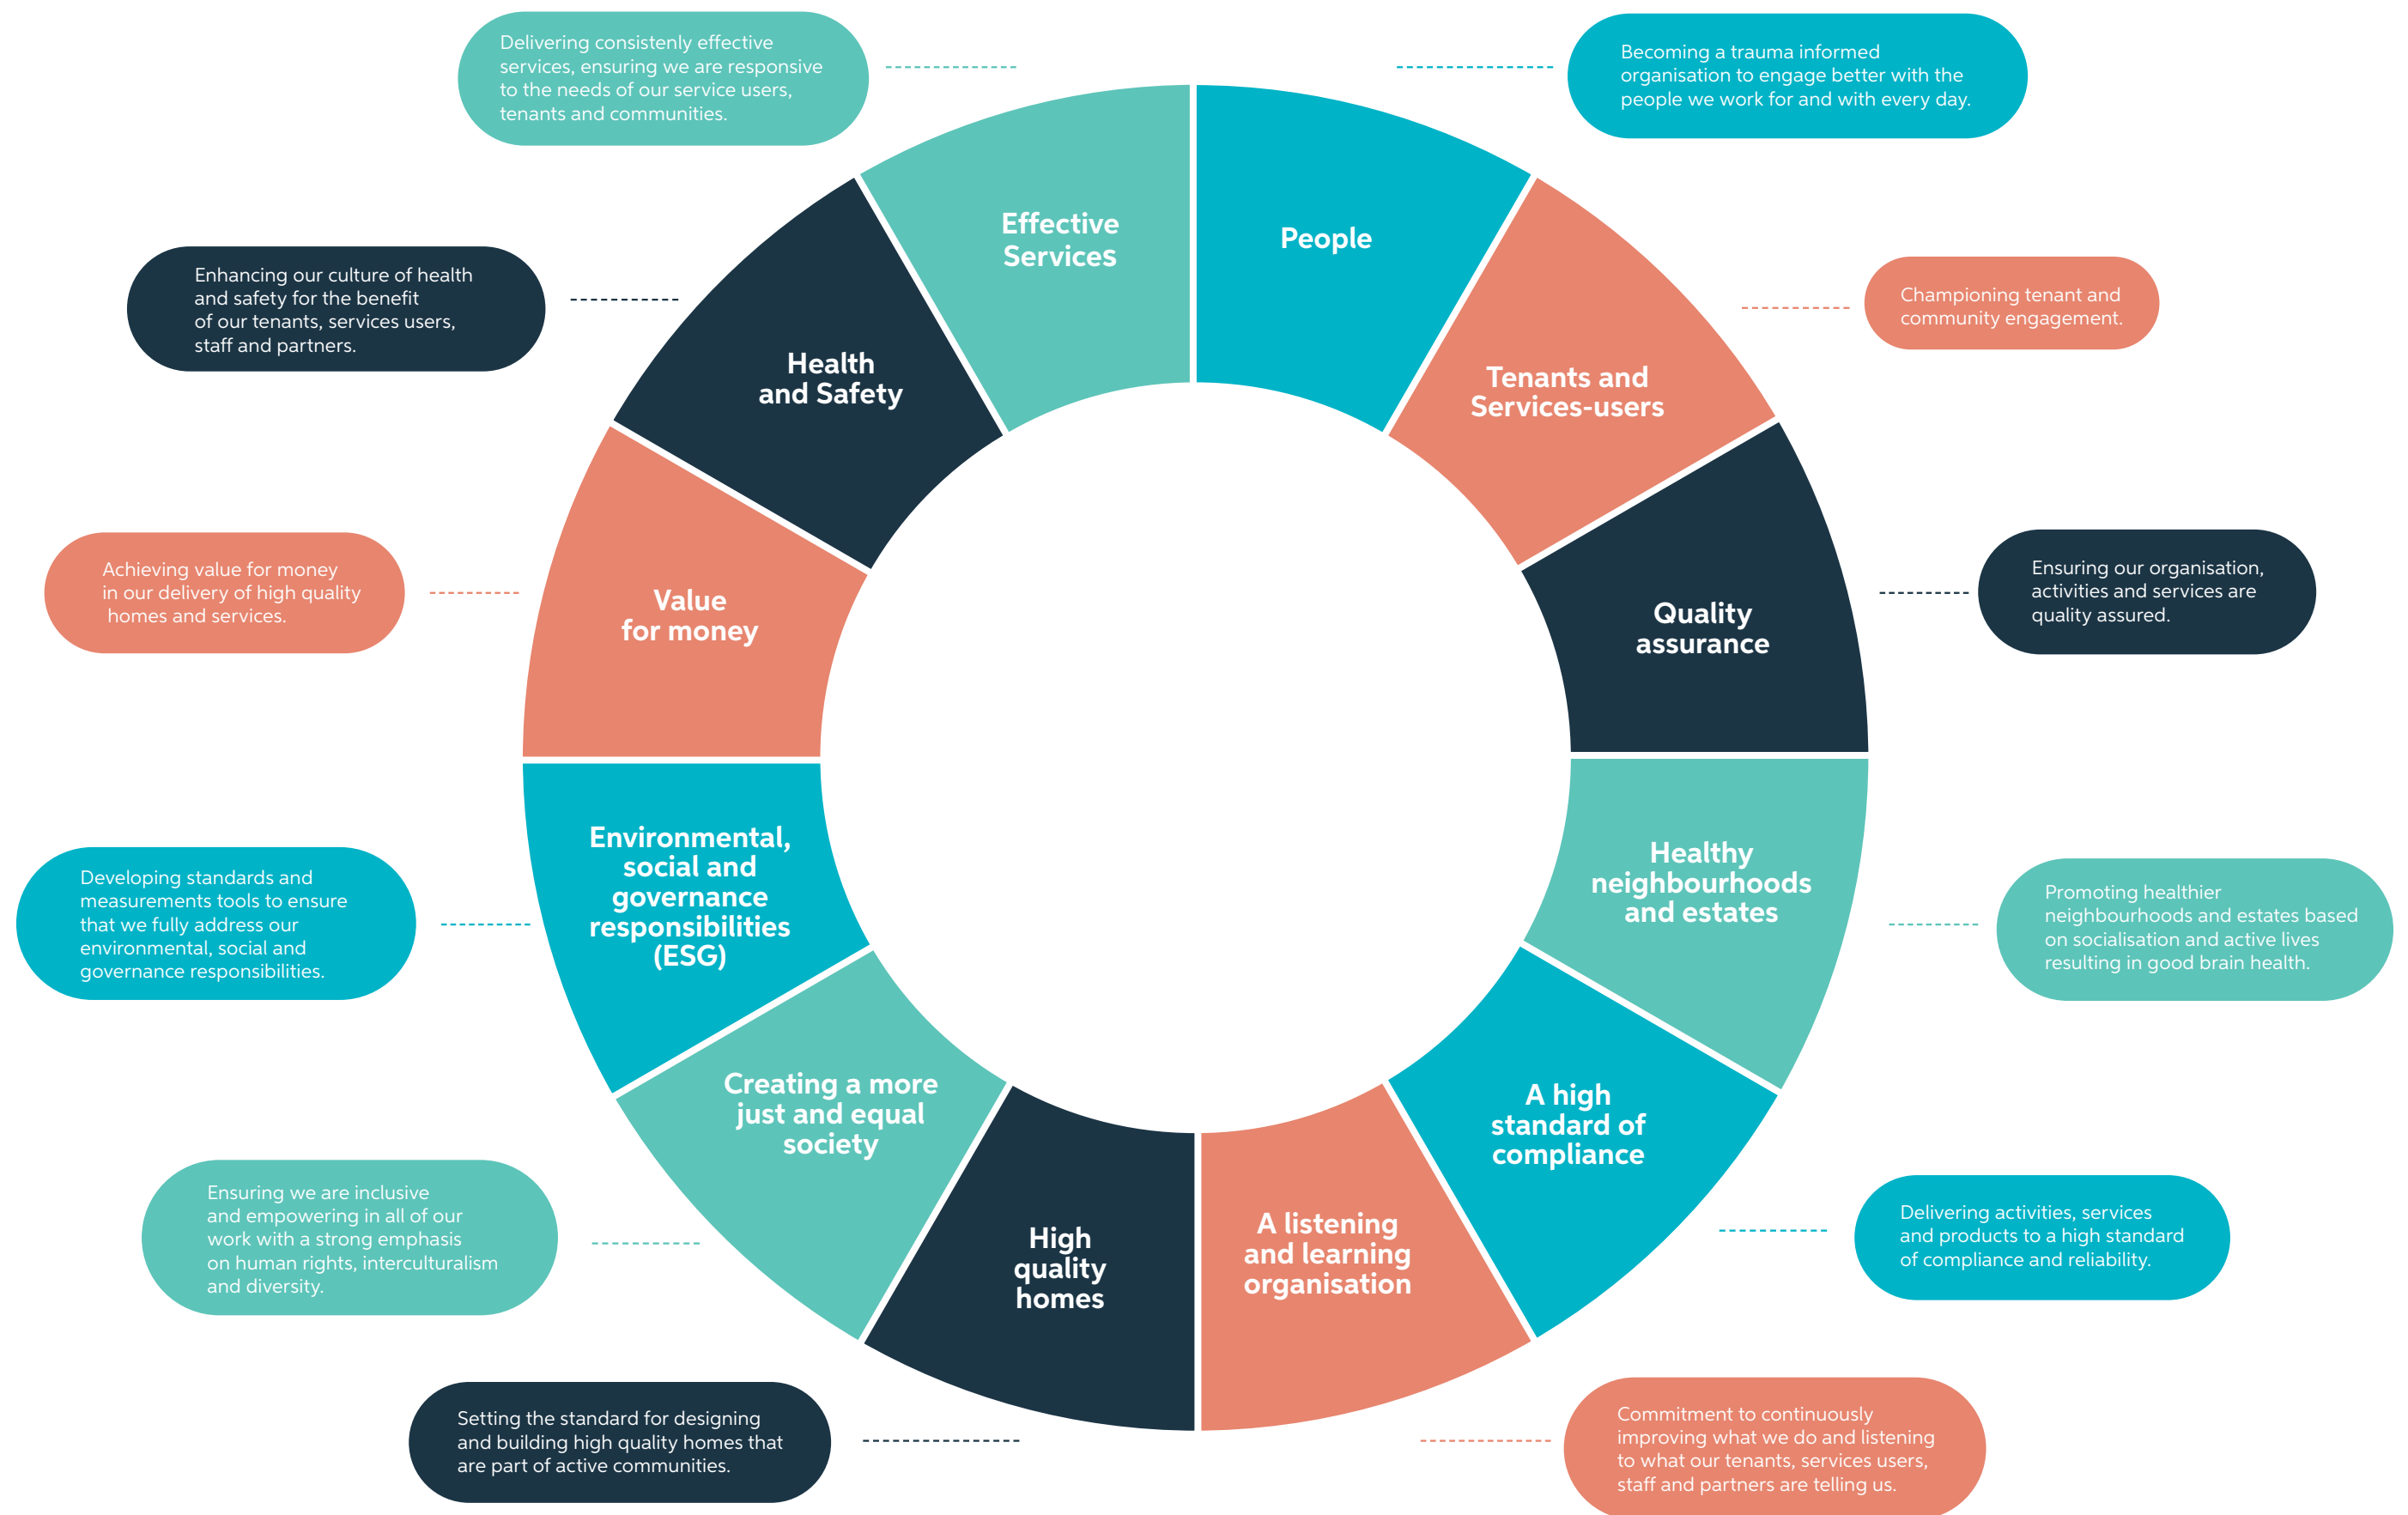 Delivering consistenly effective
services, ensuring we are responsive
to the needs of our service users,
tenants and communities.
Becoming a trauma informed
organisation to engage better with the
people we work for and with every day.
Effective
Services
People
Enhancing our culture of health
and safety for the benefit
of our tenants, services users,
staff and partners.
Championing tenant and
community engagement.
Health
and Safety
Tenants and
Services-users
Achieving value for money
in our delivery of high quality
homes and services.
Value
for money
Quality
assurance
Ensuring our organisation,
activities and services are
quality assured.
Developing standards and
measurements tools to ensure
that we fully address our
environmental, social and
governance responsibilities.
Environmental,
social and
governance
responsibilities
(ESG)
Healthy
neighbourhoods
and estates
Promoting healthier
neighbourhoods and estates based
on socialisation and active lives
resulting in good brain health.
Creating a more
just and equal
society
A high
standard of
compliance
Ensuring we are inclusive
and empowering in all of our
work with a strong emphasis
on human rights, interculturalism
and diversity.
High
quality
homes
A listening
and learning
organisation
Delivering activities, services
and products to a high standard
of compliance and reliability.
Setting the standard for designing
and building high quality homes that
are part of active communities.
Commitment to continuously
improving what we do and listening
to what our tenants, services users,
staff and partners are telling us.